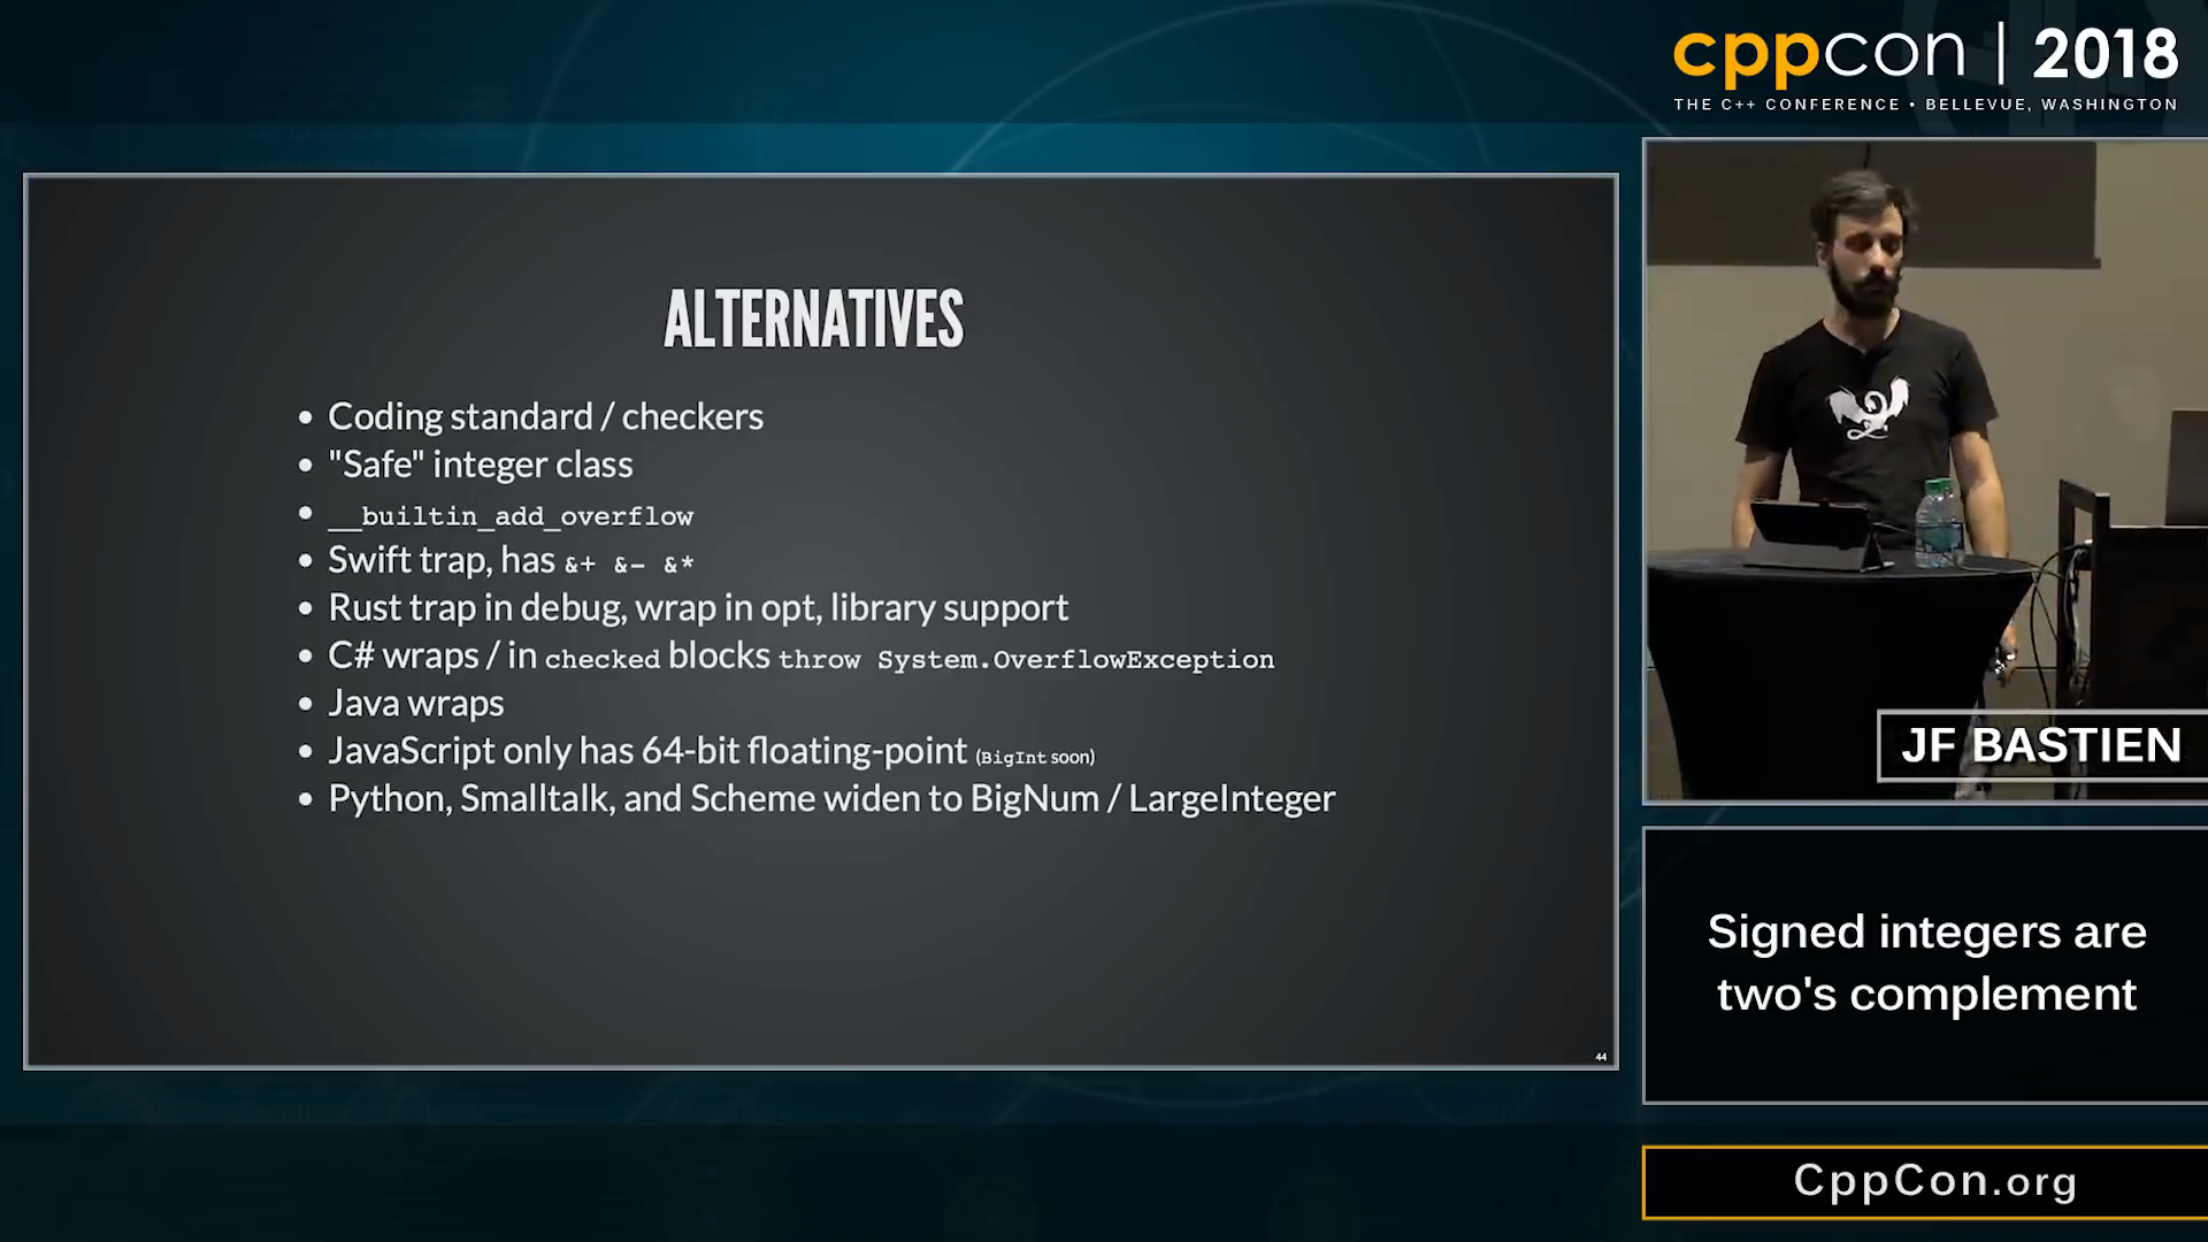 cppcon | 2018
THE C++ CONFERENCE • BELLEVUE, WASHINGTON
ALTERNATIVES
• Coding standard / checkers
• "Safe" integer class
• __builtin_add_overflow
• Swift trap, has &+ &- &*
• Rust trap in debug, wrap in opt, library support
• C# wraps / in checked blocks throw System.OverflowException
• Java wraps
• JavaScript only has 64-bit floating-point (BigInt soon)
• Python, Smalltalk, and Scheme widen to BigNum / LargeInteger
44
JF BASTIEN
Signed integers are
two's complement
CppCon.org